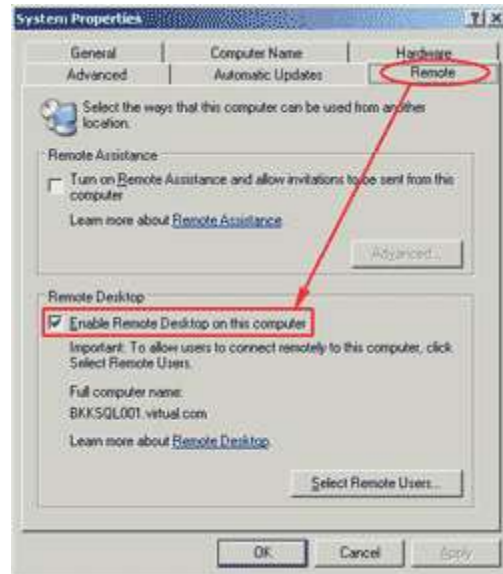 System Properties
General Computer Name Hardware
Advanced Automatic Updates Remote
Select the ways that this computer can be used from another
location.
Remote Assistance
Turn on Remote Assistance and allow invitations to be sent from this
computer
Learn more about Remote Assistance.
Advanced...
Remote Desktop
Enable Remote Desktop on this computer
Important: To allow users to connect remotely to this computer, click
Select Remote Users.
Full computer name:
BKKSQL001.virtual.com
Learn more about Remote Desktop.
Select Remote Users...
OK Cancel Apply